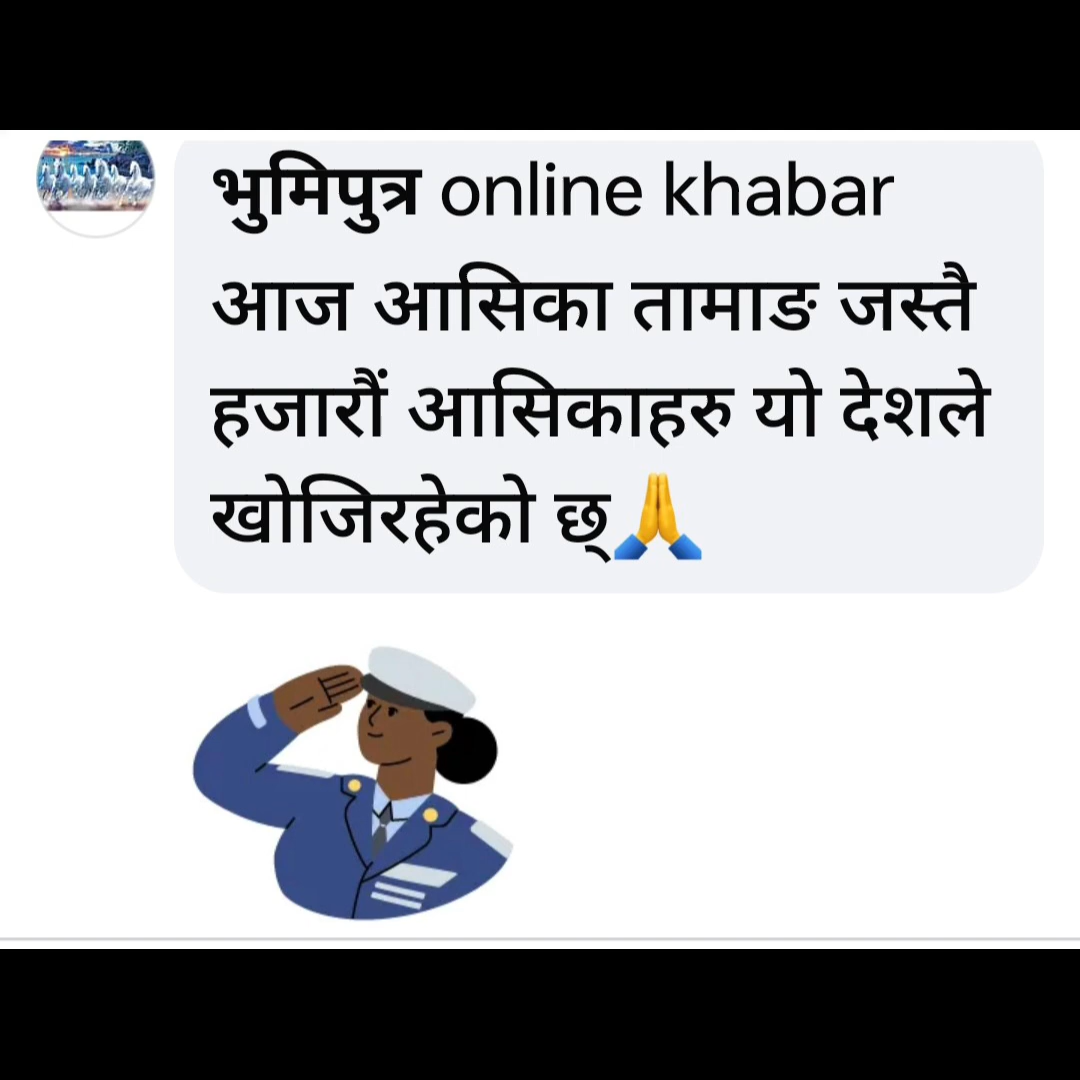 भुमिपुत्र online khabar
आज आसिका तामाङ जस्तै
हजारौं आसिकाहरु यो देशले
खोजिरहेको छ्🙏